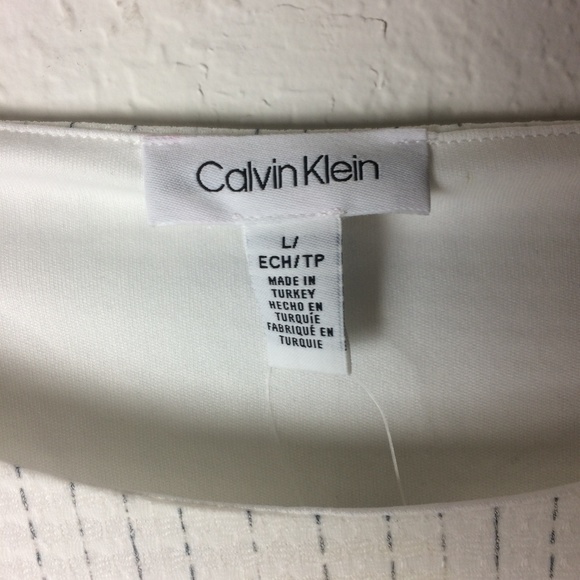 Calvin Klein
L/
ECH/TP
MADE IN
TURKEY
HECHO EN
TURQUÍE
FABRIQUÉ EN
TURQUIE